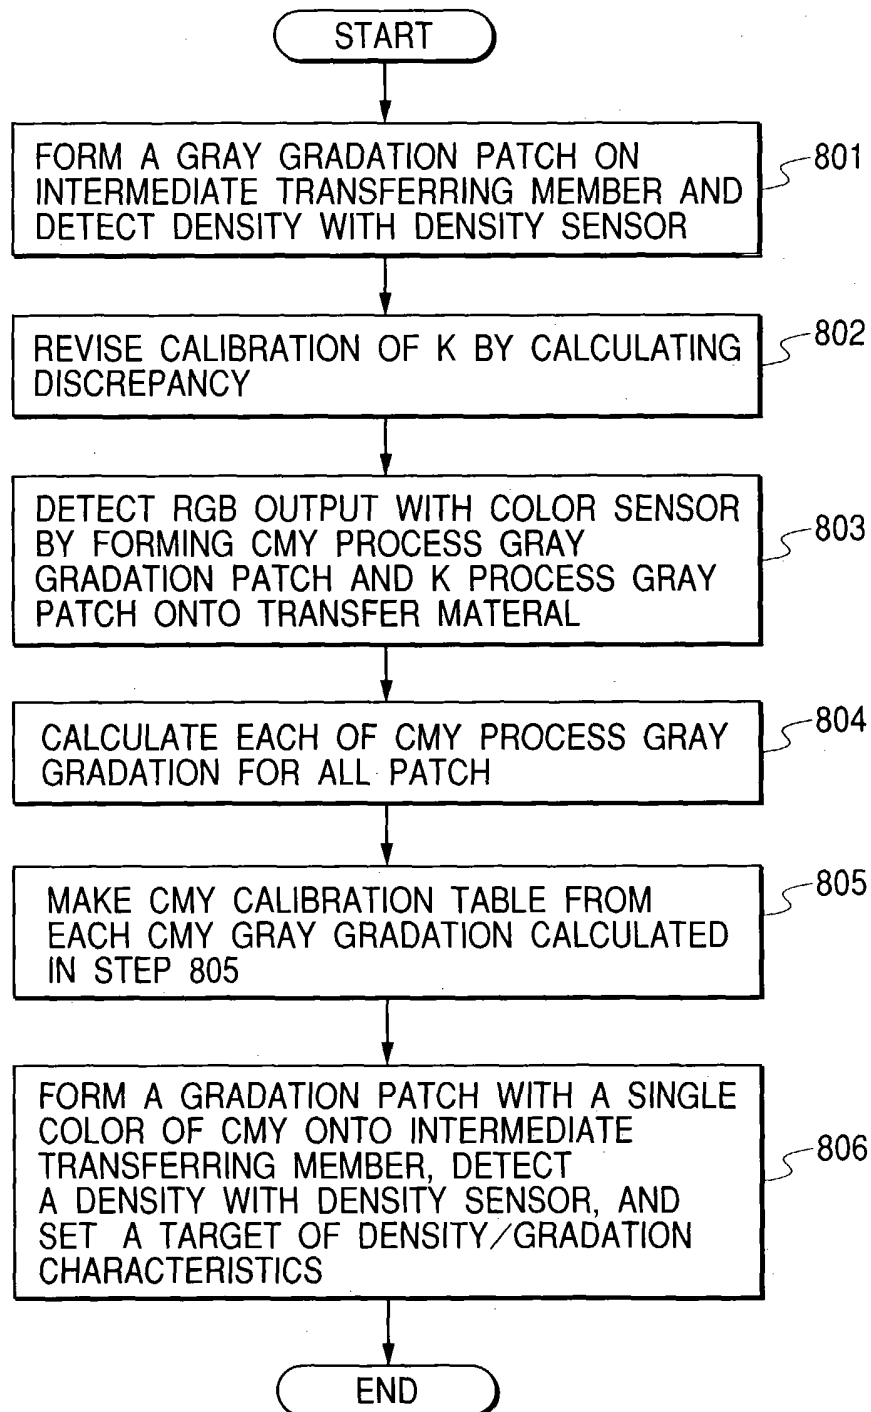 START
FORM A GRAY GRADATION PATCH ON
INTERMEDIATE TRANSFERRING MEMBER AND
DETECT DENSITY WITH DENSITY SENSOR
801
REVISE CALIBRATION OF K BY CALCULATING
DISCREPANCY
802
DETECT RGB OUTPUT WITH COLOR SENSOR
BY FORMING CMY PROCESS GRAY
GRADATION PATCH AND K PROCESS GRAY
PATCH ONTO TRANSFER MATERAL
803
CALCULATE EACH OF CMY PROCESS GRAY
GRADATION FOR ALL PATCH
804
MAKE CMY CALIBRATION TABLE FROM
EACH CMY GRAY GRADATION CALCULATED
IN STEP 805
805
FORM A GRADATION PATCH WITH A SINGLE
COLOR OF CMY ONTO INTERMEDIATE
TRANSFERRING MEMBER, DETECT
A DENSITY WITH DENSITY SENSOR, AND
SET A TARGET OF DENSITY/GRADATION
CHARACTERISTICS
806
END